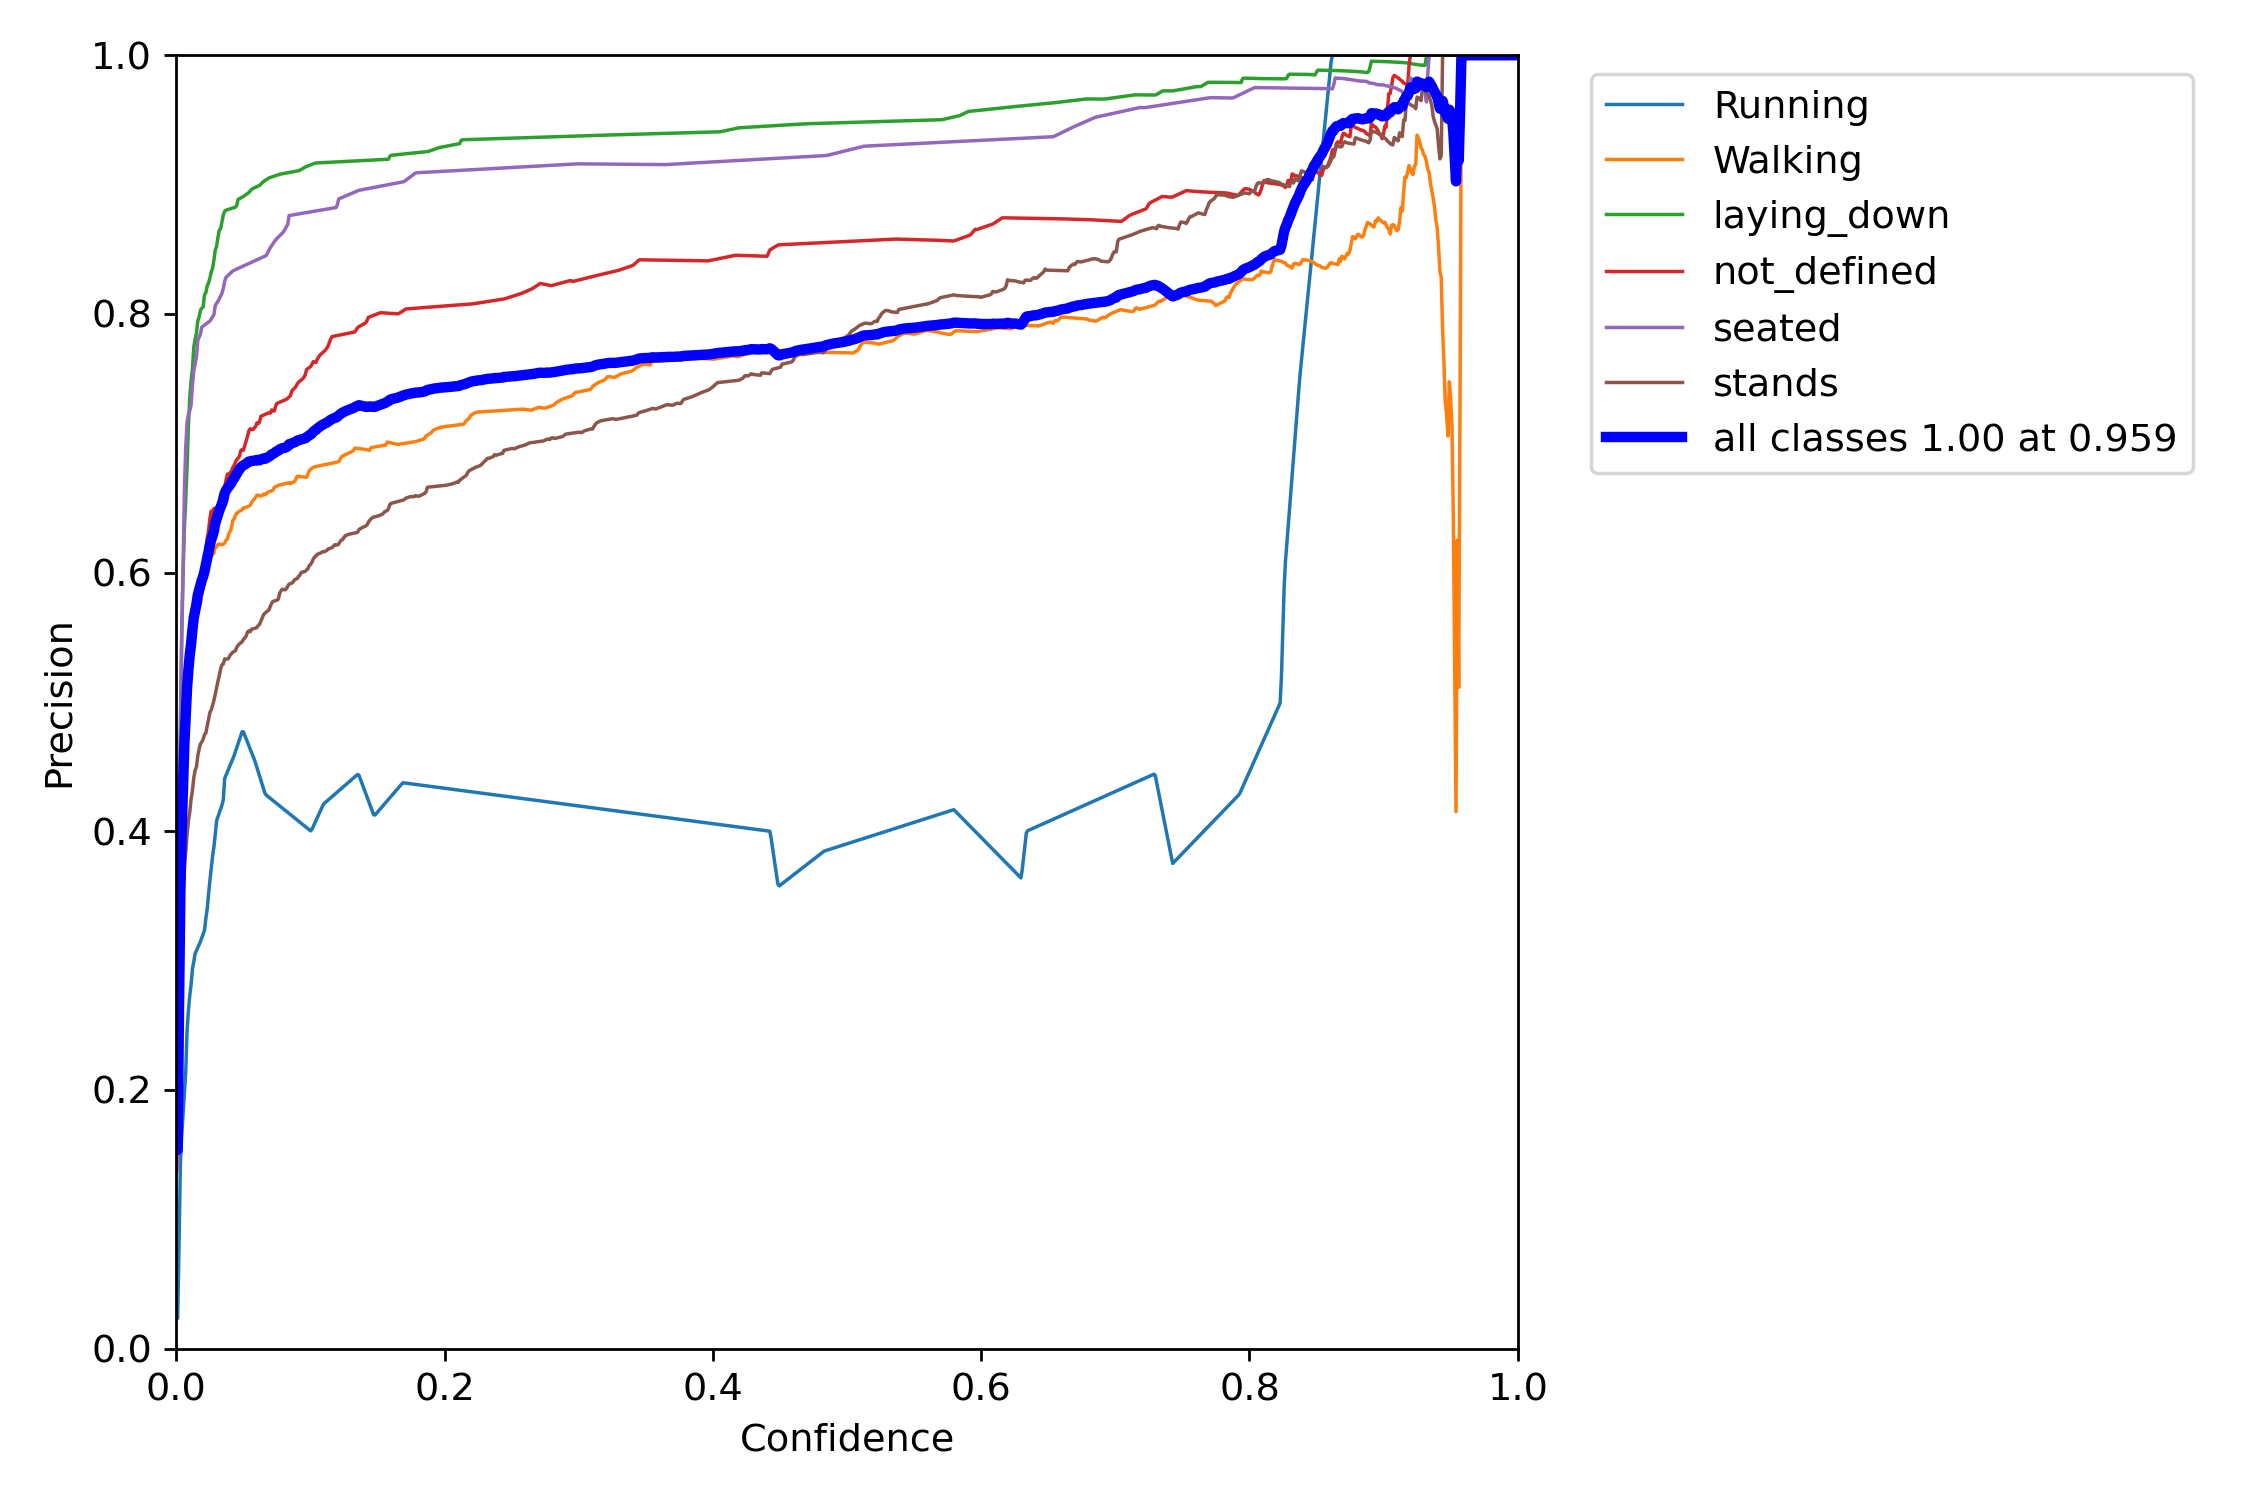 1.0
0.8
0.6
0.4
0.2
0.0
Precision
0.0 0.2 0.4 0.6 0.8 1.0
Confidence
Running
Walking
laying_down
not_defined
seated
stands
all classes 1.00 at 0.959